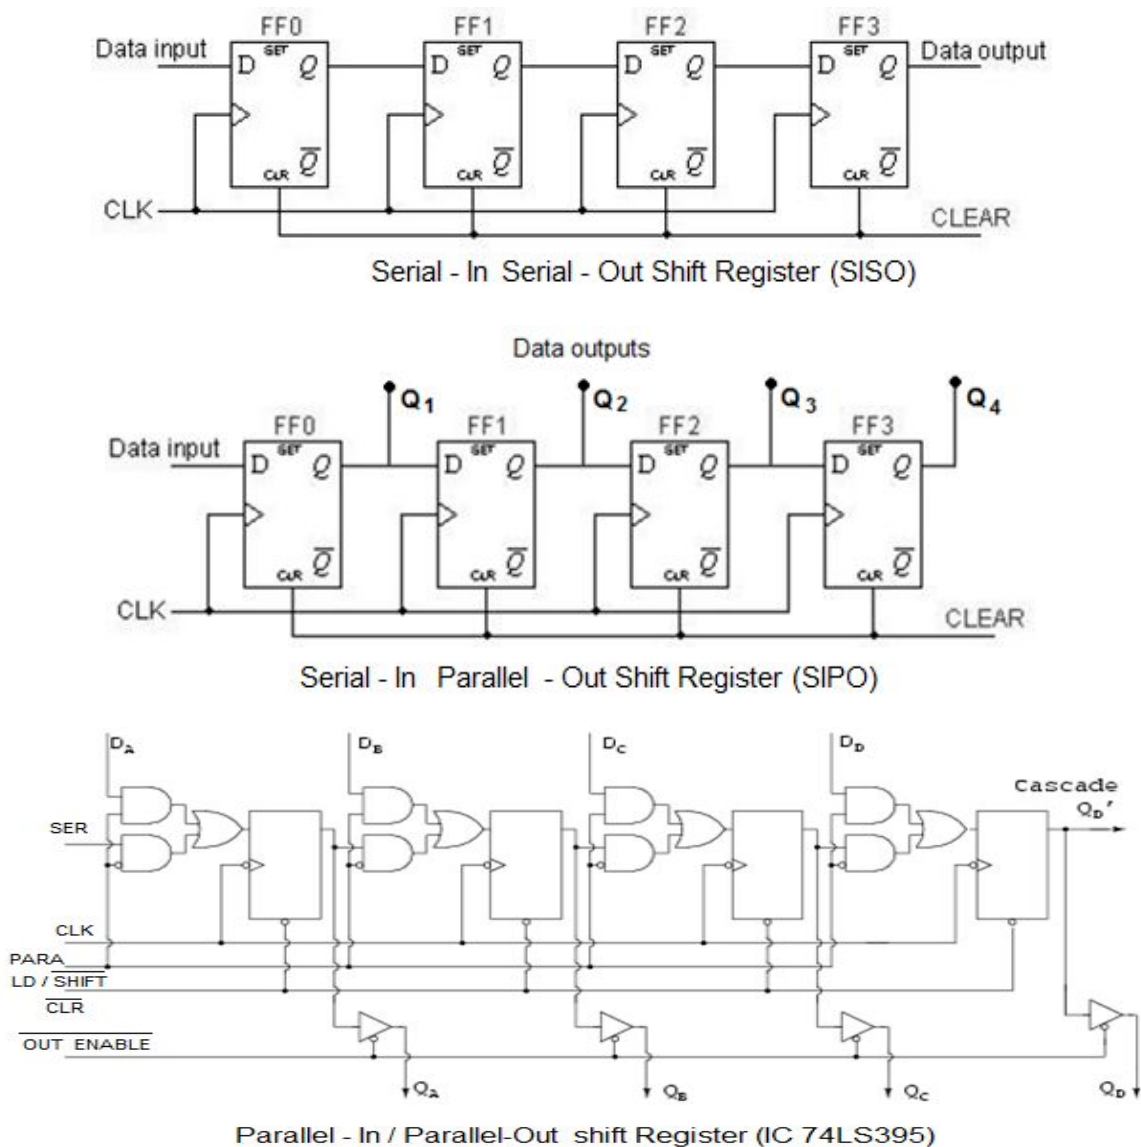 FF0 FF1 FF2 FF3
Data input SET SET SET SET Data output
D Q D Q D Q D Q
Q Q Q Q
CLR CLR CLR CLR
CLK
CLEAR
Serial - In Serial - Out Shift Register (SISO)
Data outputs
Q1 Q2 Q3 Q4
FF0 FF1 FF2 FF3
Data input SET SET SET SET
D Q D Q D Q D Q
Q Q Q Q
CLR CLR CLR CLR
CLK
CLEAR
Serial - In Parallel - Out Shift Register (SIPO)
DA DB DC DD
Cascade
QD'
SER
CLK
PARA
LD / SHIFT
CLR
OUT ENABLE
QA QB QC QD
Parallel - In / Parallel-Out shift Register (IC 74LS395)